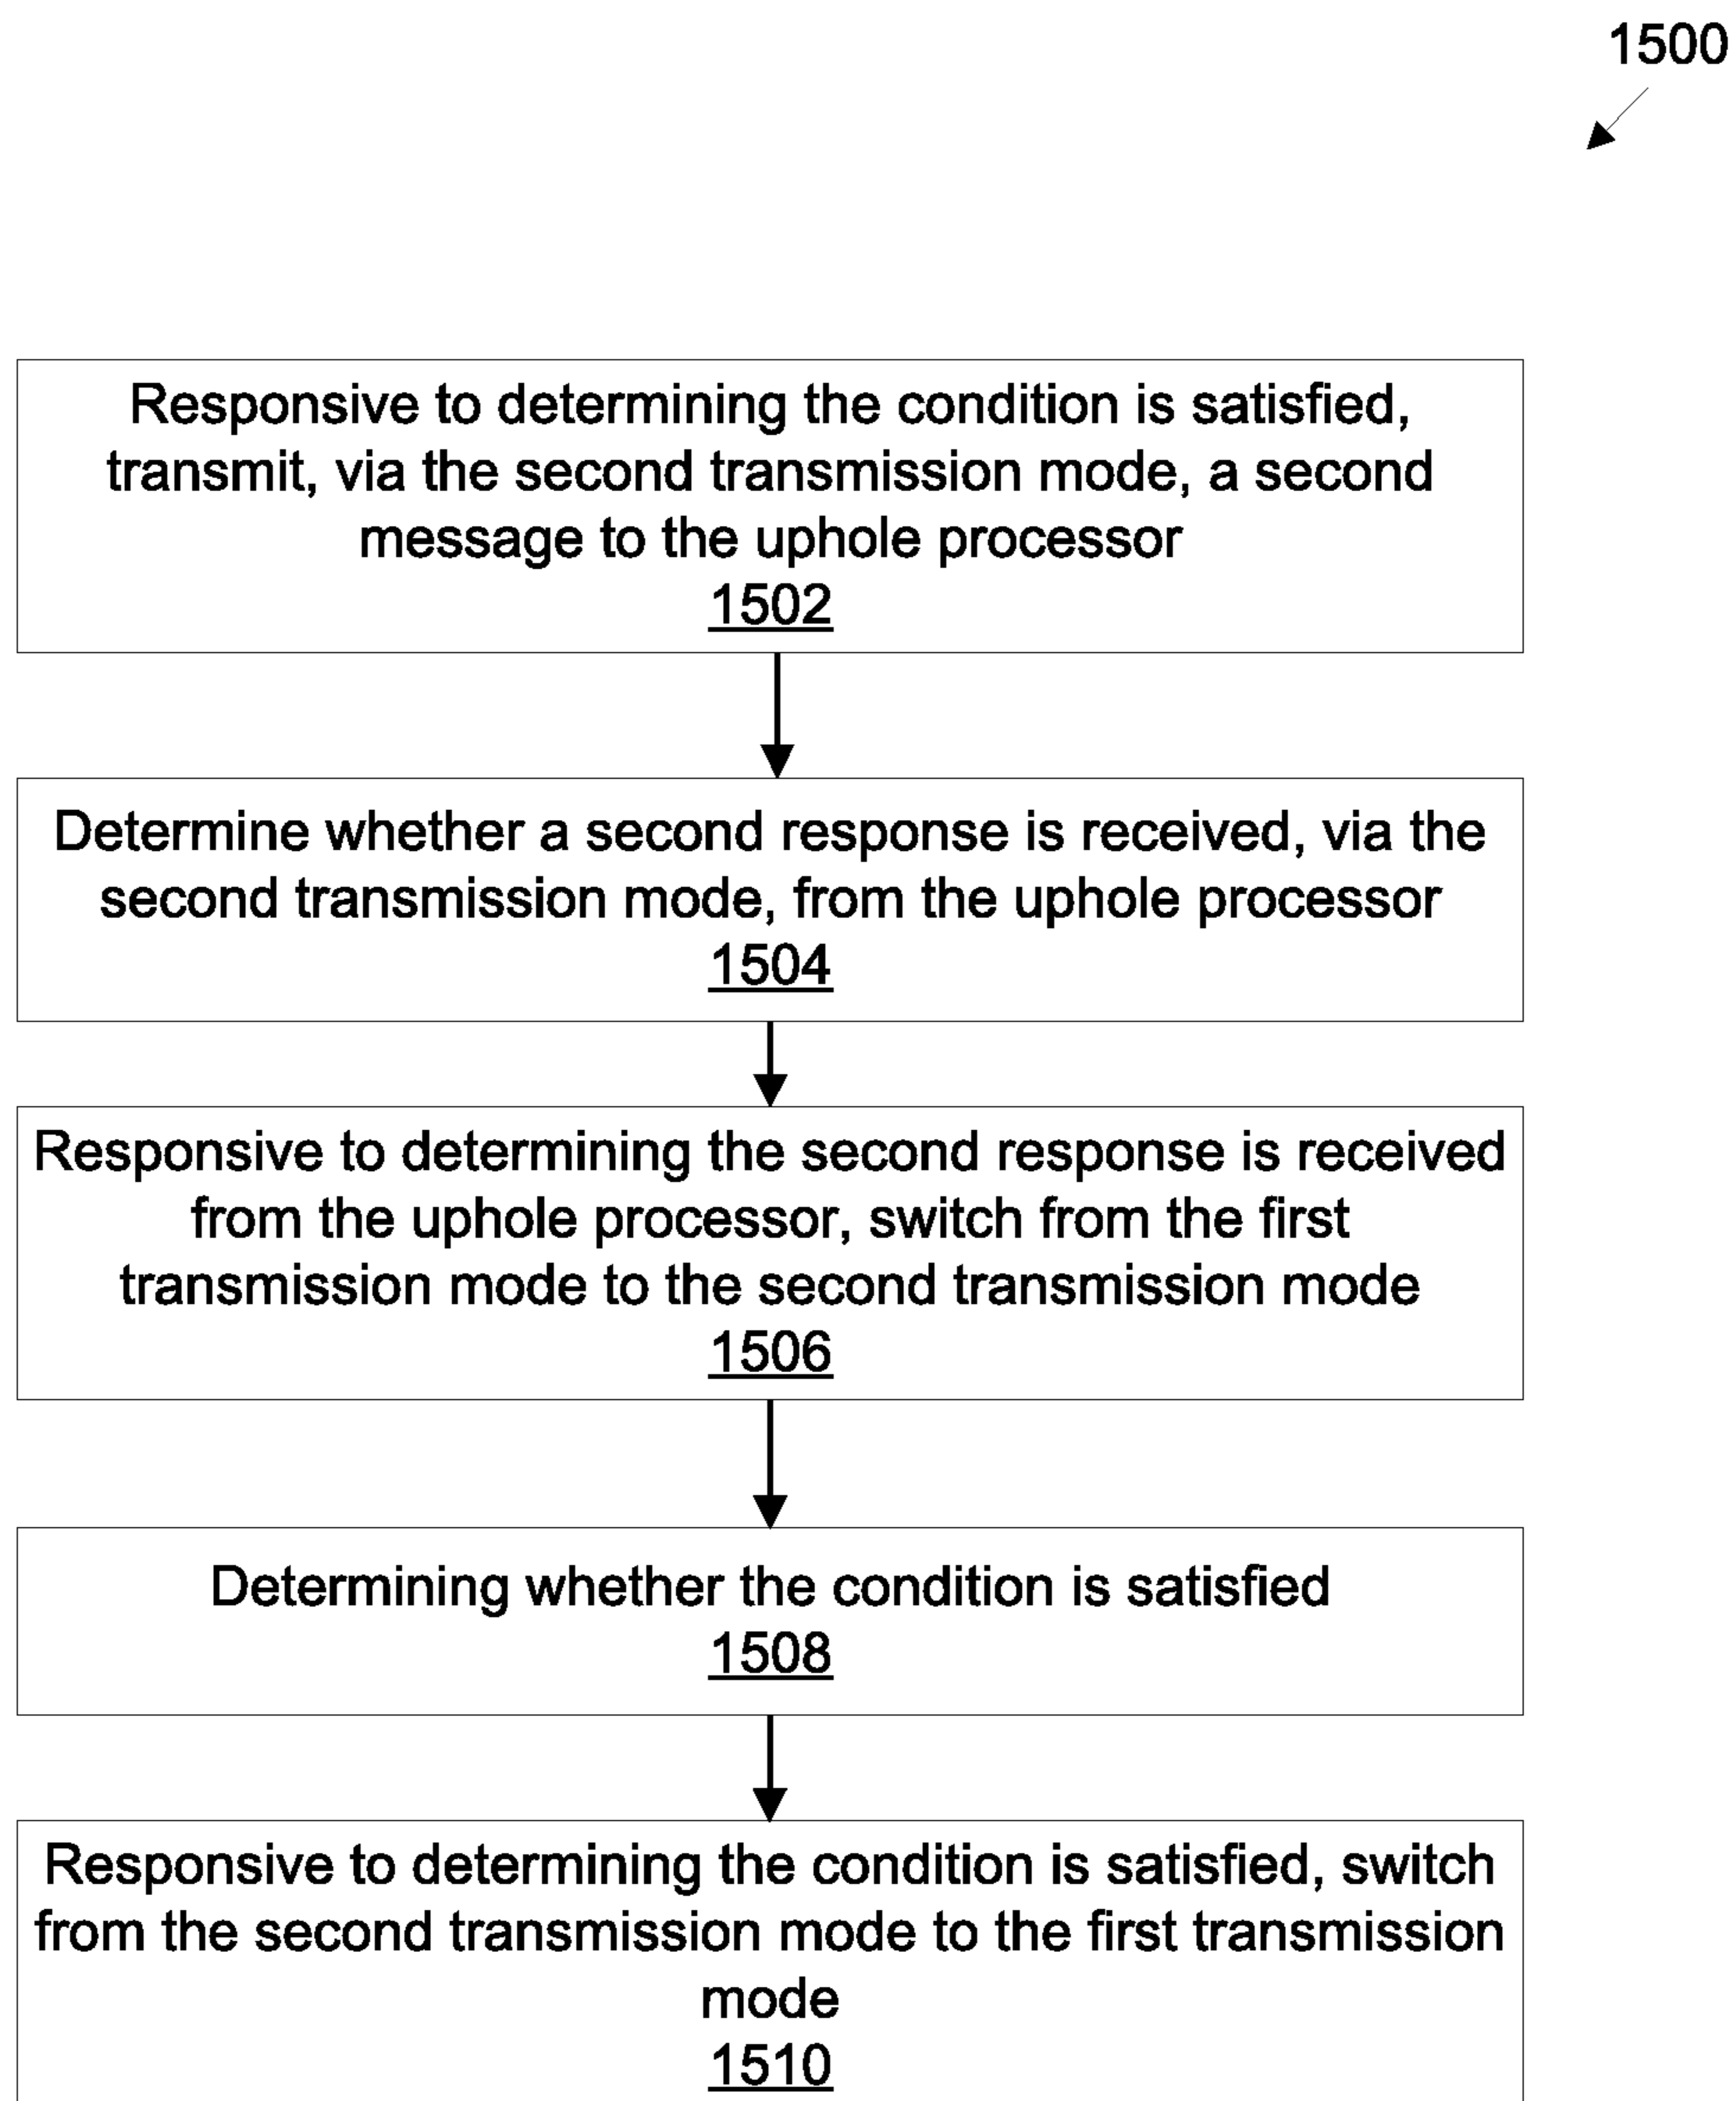 1500
Responsive to determining the condition is satisfied,
transmit, via the second transmission mode, a second
message to the uphole processor
1502
Determine whether a second response is received, via the
second transmission mode, from the uphole processor
1504
Responsive to determining the second response is received
from the uphole processor, switch from the first
transmission mode to the second transmission mode
1506
Determining whether the condition is satisfied
1508
Responsive to determining the condition is satisfied, switch
from the second transmission mode to the first transmission
mode
1510